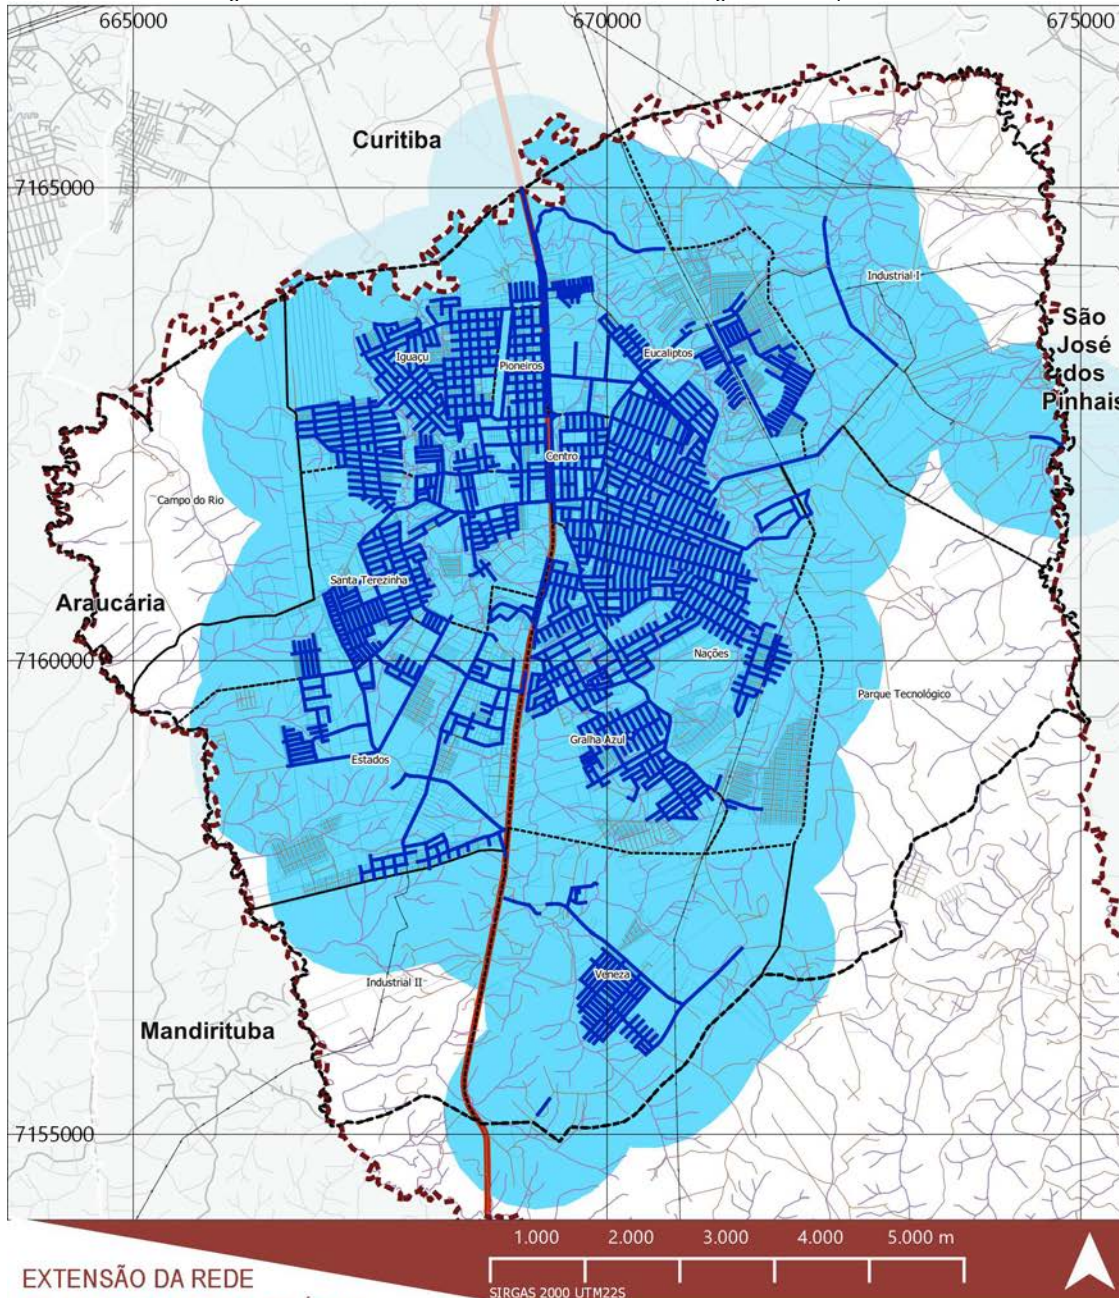 665000
670000
675000
Curitiba
7165000
Industrial I
São
José
dos
Pinhais
Iguaçu
Pioneiros
Eucaliptos
Centro
Campo do Rio
Santa Terezinha
Araucária
Nações
7160000
Parque Tecnológico
Gralha Azul
Estados
Veneza
Industrial II
Mandirituba
7155000
1.000 2.000 3.000 4.000 5.000 m
EXTENSÃO DA REDE
SIRGAS 2000 UTM22S